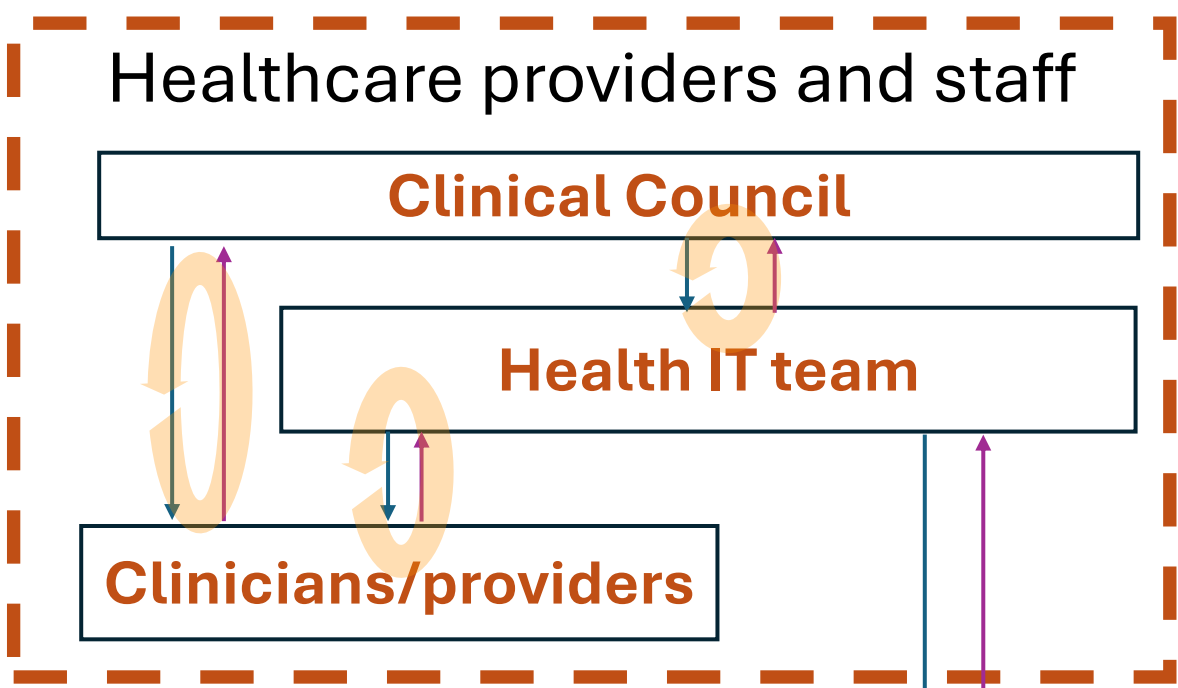 Healthcare providers and staff
Clinical Council
Health IT team
Clinicians/providers